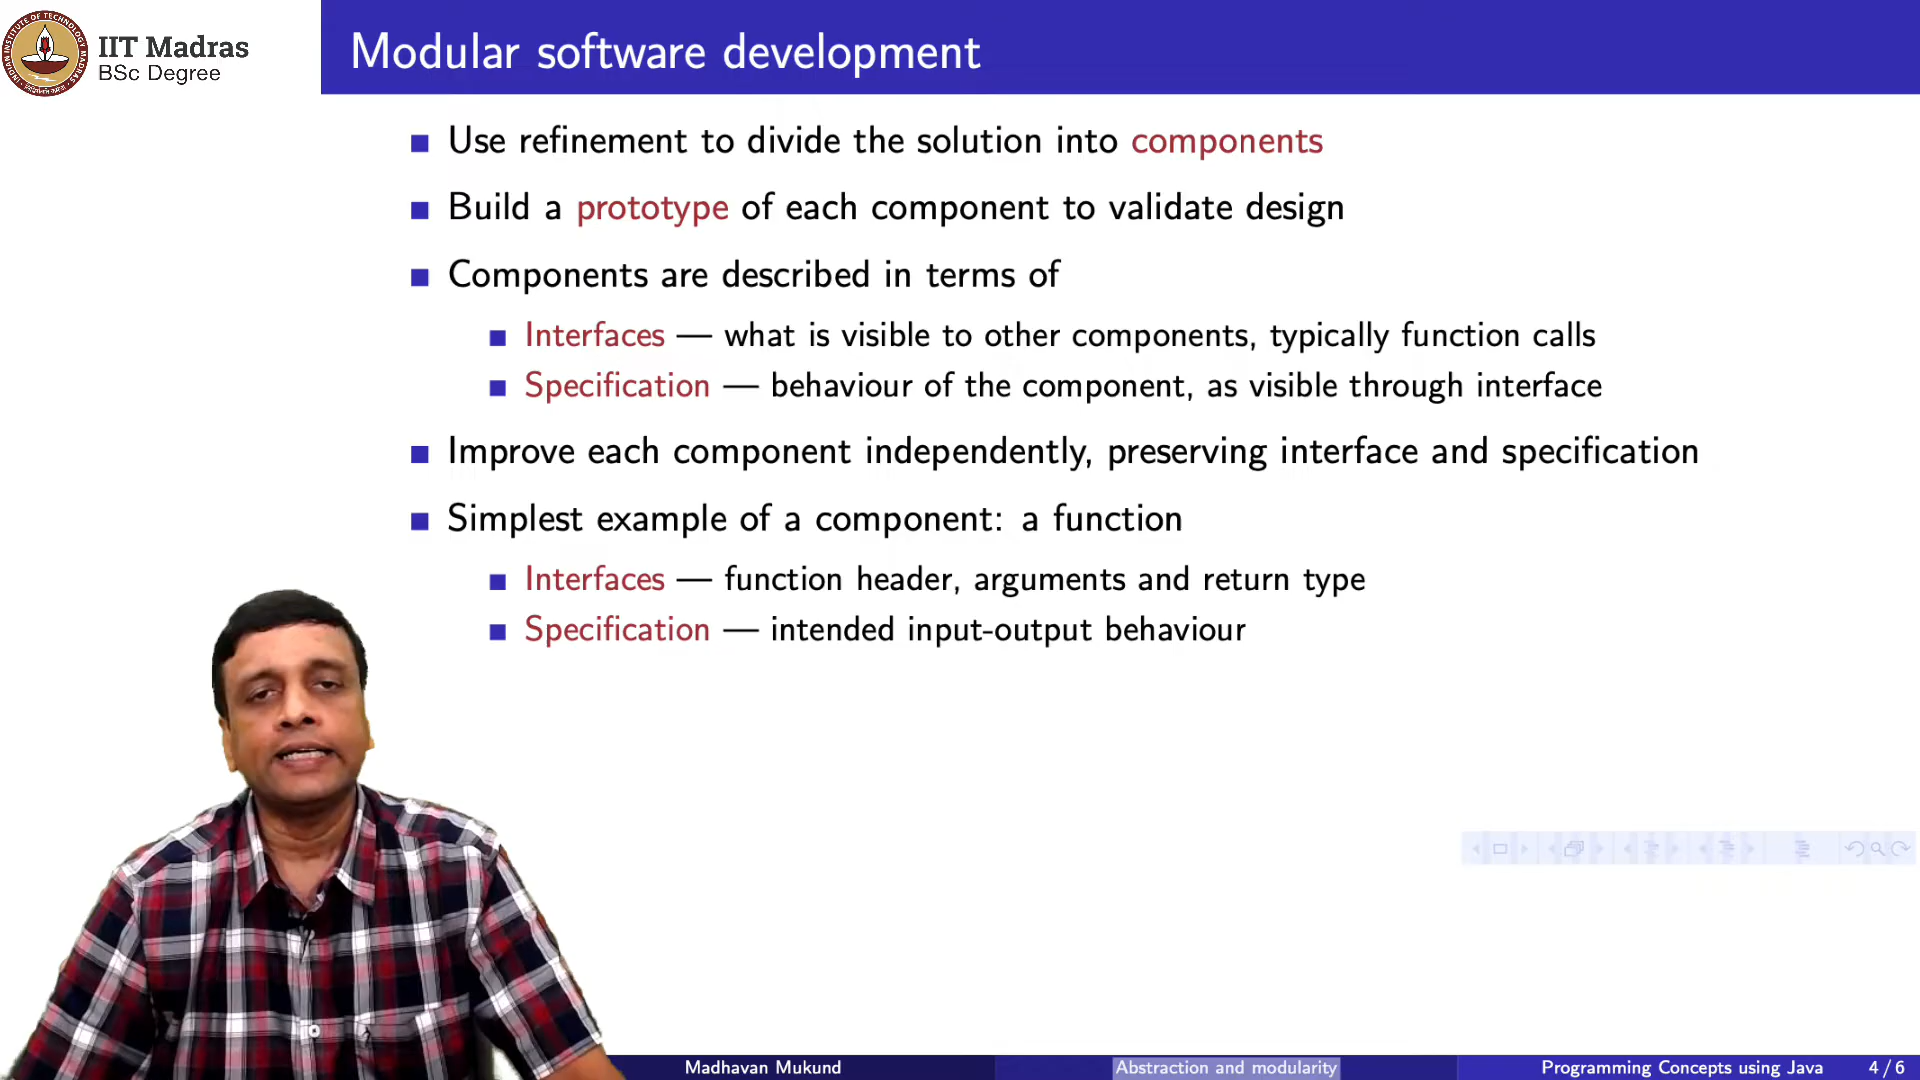 IIT Madras
BSc Degree
Modular software development
Use refinement to divide the solution into components
Build a prototype of each component to validate design
Components are described in terms of
Interfaces — what is visible to other components, typically function calls
Specification — behaviour of the component, as visible through interface
Improve each component independently, preserving interface and specification
Simplest example of a component: a function
Interfaces — function header, arguments and return type
Specification — intended input-output behaviour
Madhavan Mukund
Abstraction and modularity
Programming Concepts using Java
4 / 6